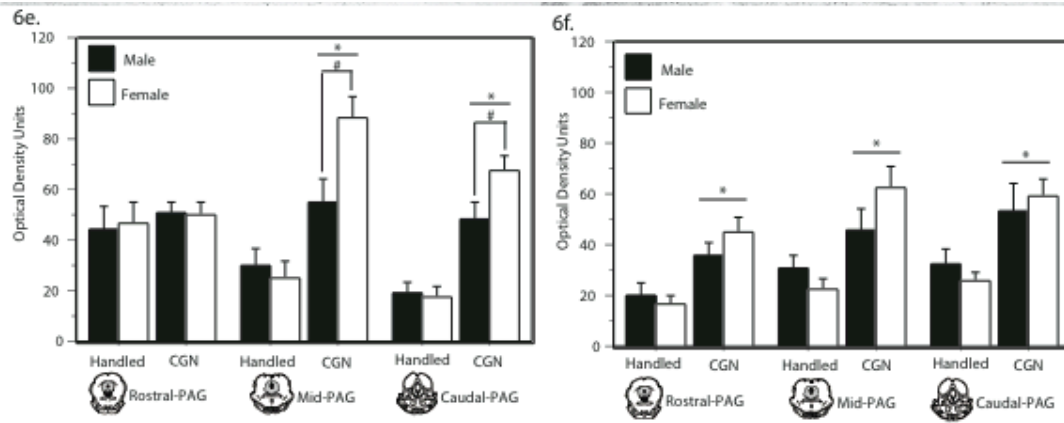 6e.
120
100
80
60
40
20
0
Optical Density Units
Male
Female
*
#
*
#
Handled CGN Handled CGN Handled CGN
Rostral-PAG Mid-PAG Caudal-PAG
6f.
120
100
80
60
40
20
0
Optical Density Units
Male
Female
*
*
*
Handled CGN Handled CGN Handled CGN
Rostral-PAG Mid-PAG Caudal-PAG